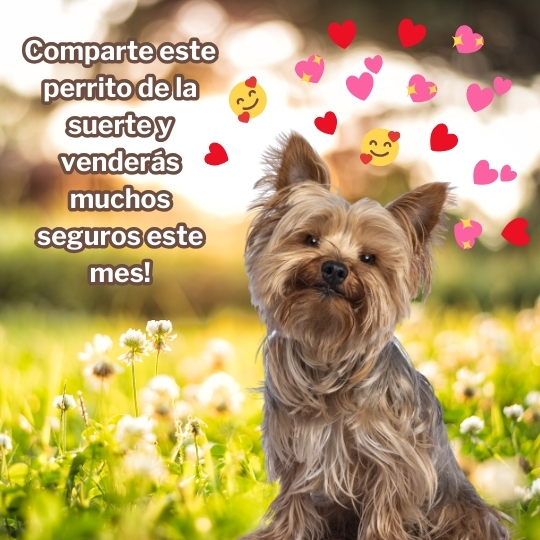 Comparte este
perrito de la
suerte y
venderás
muchos
seguros este
mes!